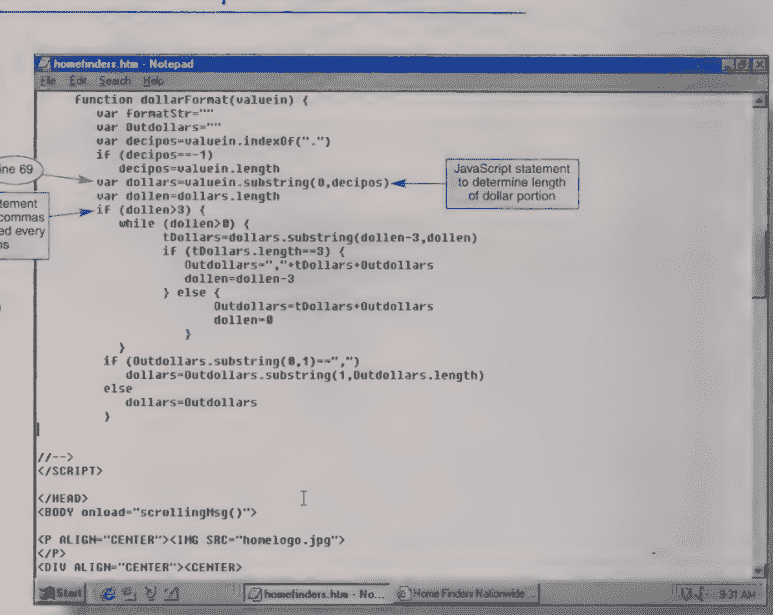 homefinders.htm - Notepad
File Edit Search Help
function dollarFormat(valuein) {
var formatStr=""
var Outdollars=""
var decipos=valuein.indexOf(".")
if (decipos==-1)
decipos=valuein.length
line 69
var dollars=valuein.substring(0,decipos)
JavaScript statement
to determine length
of dollar portion
var dollen=dollars.length
commas
if (dollen>3) {
every
while (dollen>0) {
tDollars=dollars.substring(dollen-3,dollen)
if (tDollars.length==3) {
Outdollars=","+tDollars+Outdollars
dollen=dollen-3
} else {
Outdollars=tDollars+Outdollars
dollen=0
}
}
if (Outdollars.substring(0,1)==",")
dollars=Outdollars.substring(1,Outdollars.length)
else
dollars=Outdollars
}
//-->
</SCRIPT>
</HEAD>
<BODY onload="scrollingMsg()">
<P ALIGN="CENTER"><IMG SRC="homelogo.jpg">
</P>
<DIV ALIGN="CENTER"><CENTER>
Start homefinders.htm - No... Home Finders Nationwide... 9:31 AM